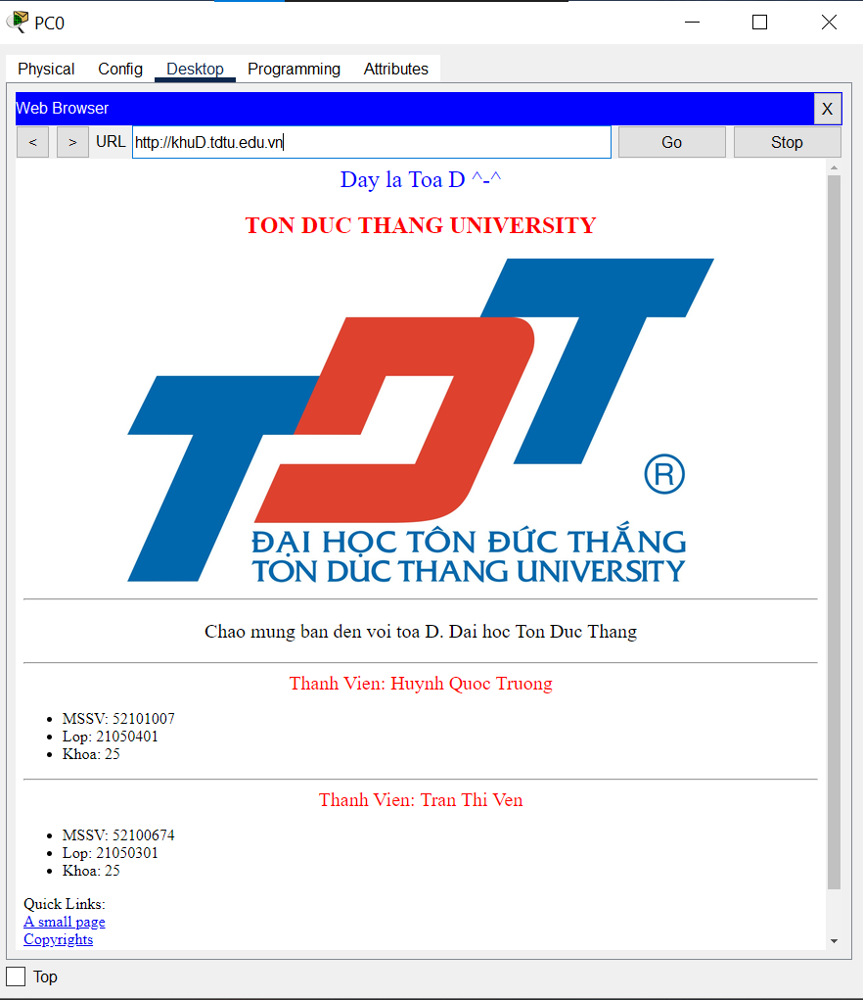 PC0
Physical Config Desktop Programming Attributes
Web Browser X
< > URL http://khuD.tdtu.edu.vn Go Stop
Day la Toa D ^-^
TON DUC THANG UNIVERSITY
TDT
®
ĐẠI HỌC TÔN ĐỨC THẮNG
TON DUC THANG UNIVERSITY
Chao mung ban den voi toa D. Dai hoc Ton Duc Thang
Thanh Vien: Huynh Quoc Truong
• MSSV: 52101007
• Lop: 21050401
• Khoa: 25
Thanh Vien: Tran Thi Ven
• MSSV: 52100674
• Lop: 21050301
• Khoa: 25
Quick Links:
A small page
Copyrights
Top